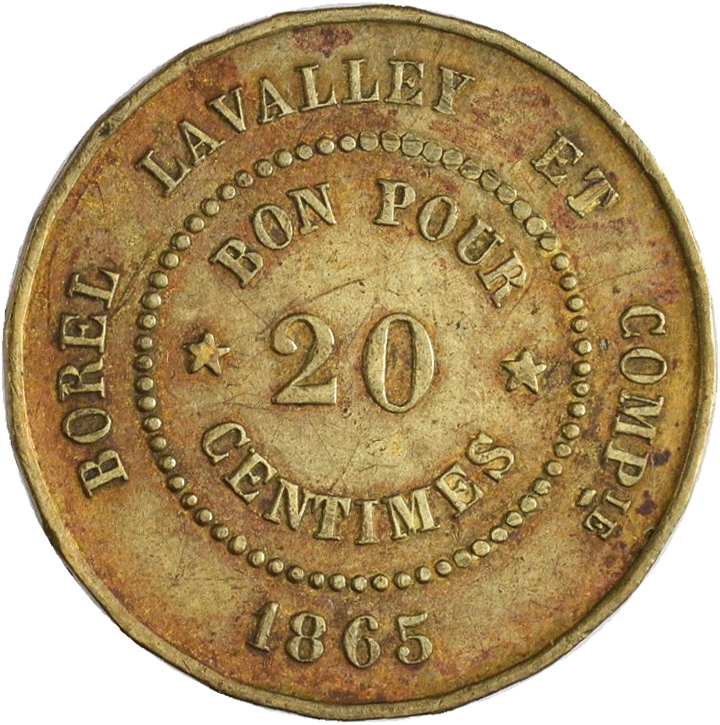 BOREL LAVALLEY ET COMPIE
BON POUR
20
CENTIMES
1865